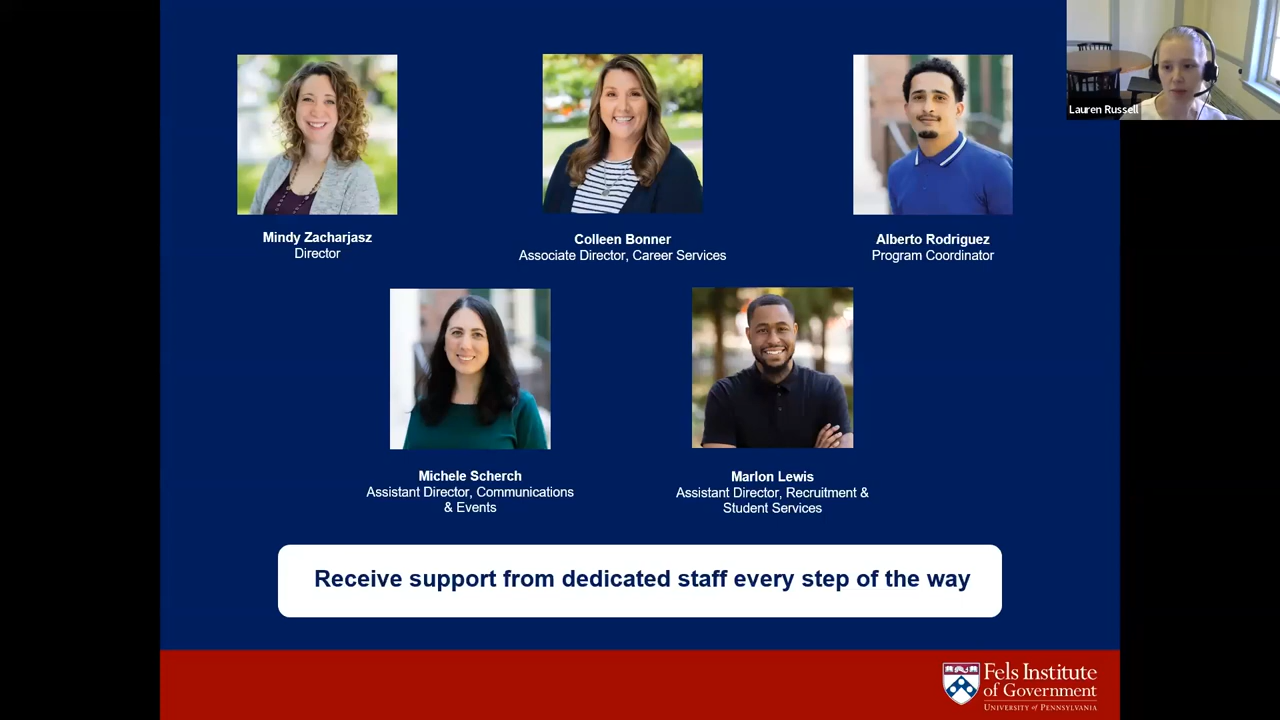 Lauren Russell
Mindy Zacharjasz
Director
Colleen Bonner
Associate Director, Career Services
Alberto Rodriguez
Program Coordinator
Michele Scherch
Assistant Director, Communications
& Events
Marlon Lewis
Assistant Director, Recruitment &
Student Services
Receive support from dedicated staff every step of the way
Fels Institute
of Government
University of Pennsylvania